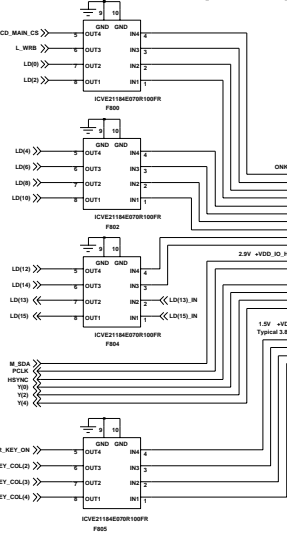 9 10
GND GND
CD_MAIN_CS 5 OUT4 IN4 4
L_WRB 6 OUT3 IN3 3
LD(0) 7 OUT2 IN2 2
LD(2) 8 OUT1 IN1 1
ICVE21184E070R100FR
F800
9 10
GND GND
LD(4) 5 OUT4 IN4 4
LD(6) 6 OUT3 IN3 3
LD(8) 7 OUT2 IN2 2
LD(10) 8 OUT1 IN1 1
ONK
ICVE21184E070R100FR
F802
9 10
2.9V +VDD_IO_H
GND GND
LD(12) 5 OUT4 IN4 4
LD(14) 6 OUT3 IN3 3
LD(13) 7 OUT2 IN2 2 LD(13)_IN
LD(15) 8 OUT1 IN1 1 LD(15)_IN
ICVE21184E070R100FR
F804
1.5V +VD
Typical 3.8
M_SDA
PCLK
HSYNC
Y(0)
Y(2)
Y(4)
9 10
GND GND
R_KEY_ON 5 OUT4 IN4 4
EY_COL(2) 6 OUT3 IN3 3
EY_COL(3) 7 OUT2 IN2 2
EY_COL(4) 8 OUT1 IN1 1
ICVE21184E070R100FR
F805